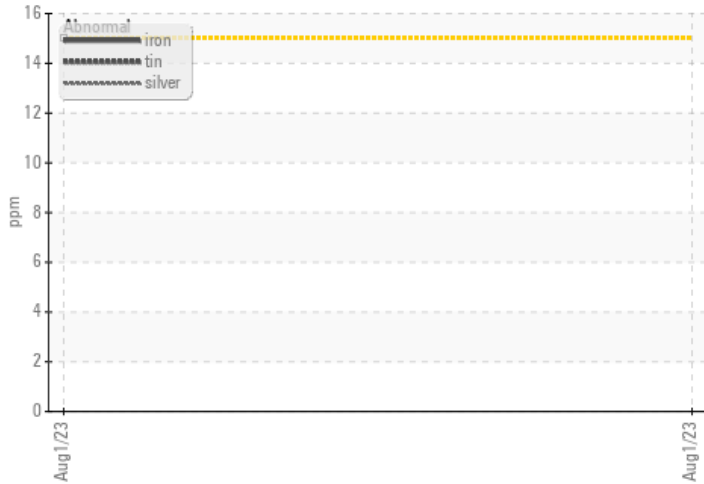 16
Abnormal
iron
tin
silver
14
12
10
8
6
4
2
0
ppm
Aug1/23
Aug1/23